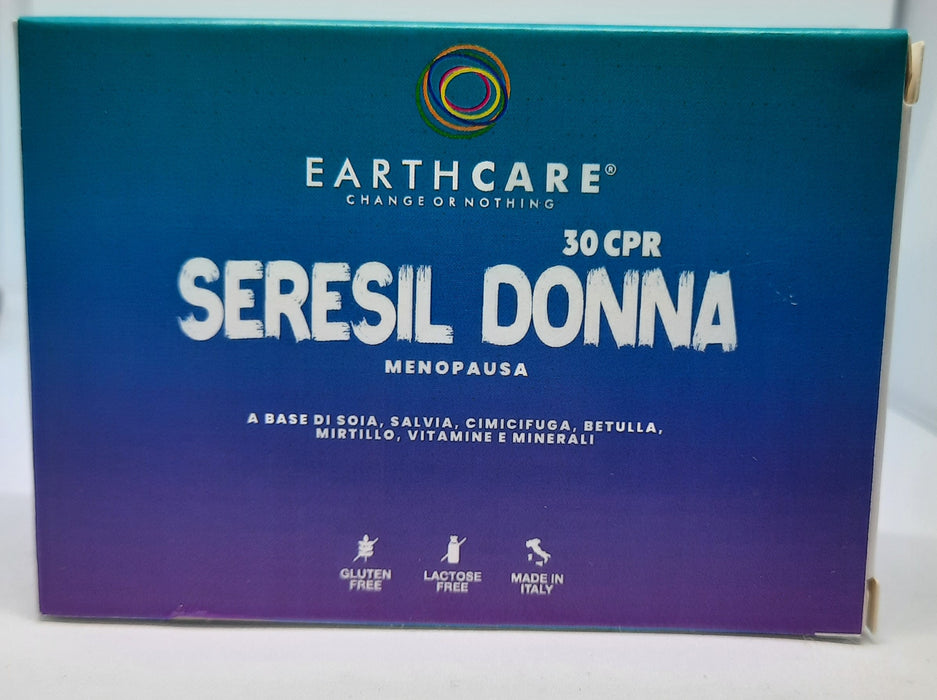 EARTHCARE®
CHANGE OR NOTHING
30 CPR
SERESIL DONNA
MENOPAUSA
A BASE DI SOIA, SALVIA, CIMICIFUGA, BETULLA,
MIRTILLO, VITAMINE E MINERALI
GLUTEN
FREE
LACTOSE
FREE
MADE IN
ITALY